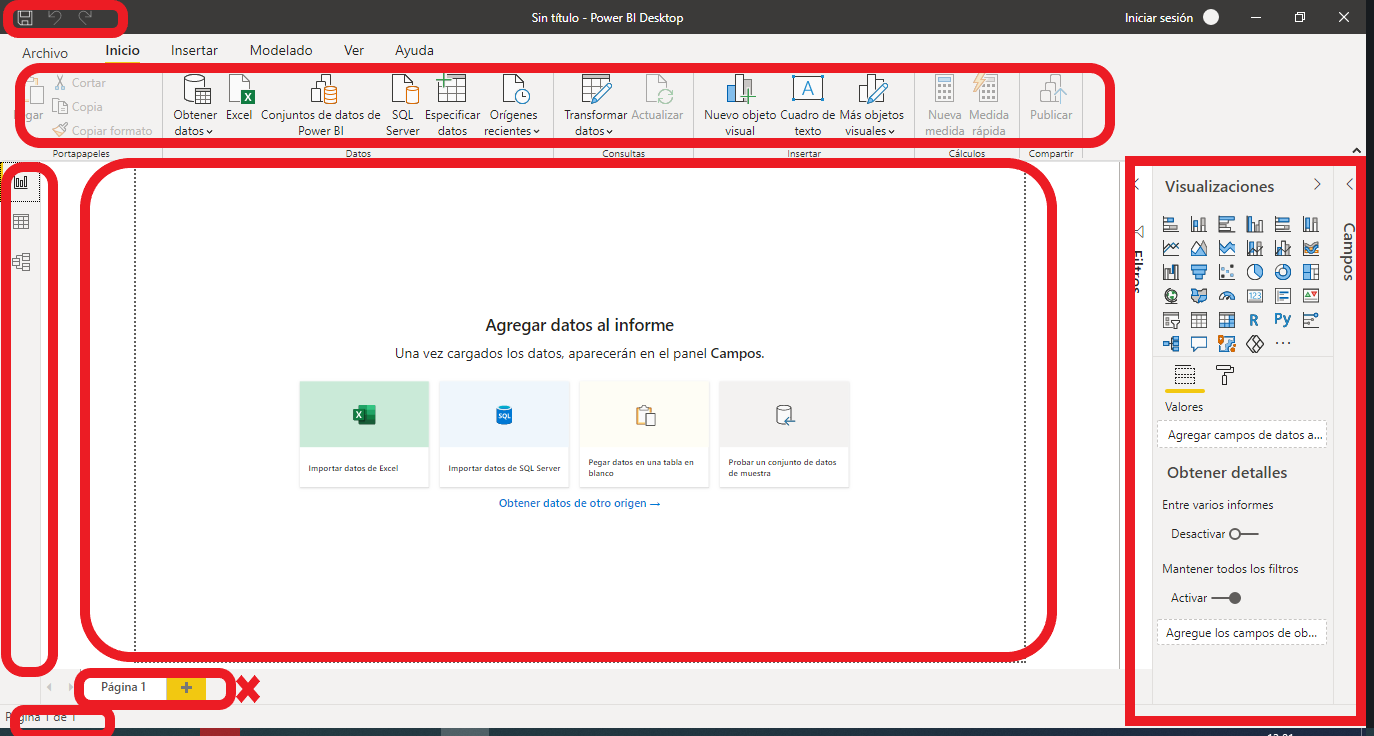 Sin título - Power BI Desktop
Iniciar sesión
Archivo
Inicio
Insertar
Modelado
Ver
Ayuda
Cortar
Copia
Copiar formato
Portapapeles
Obtener
datos
Excel
Conjuntos de datos de
Power BI
SQL
Server
Especificar
datos
Orígenes
recientes
Datos
Transformar
datos
Actualizar
Consultas
Nuevo objeto
visual
Cuadro de
texto
Más objetos
visuales
Insertar
Nueva
medida
Medida
rápida
Cálculos
Publicar
Compartir
Agregar datos al informe
Una vez cargados los datos, aparecerán en el panel Campos.
Importar datos de Excel
SQL
Importar datos de SQL Server
Pegar datos en una tabla en
blanco
Probar un conjunto de datos
de muestra
Obtener datos de otro origen →
Filtros
Visualizaciones
123
R
Py
Valores
Agregar campos de datos a...
Obtener detalles
Entre varios informes
Desactivar
Mantener todos los filtros
Activar
Agregue los campos de ob...
Campos
Página 1
Página 1 de 1